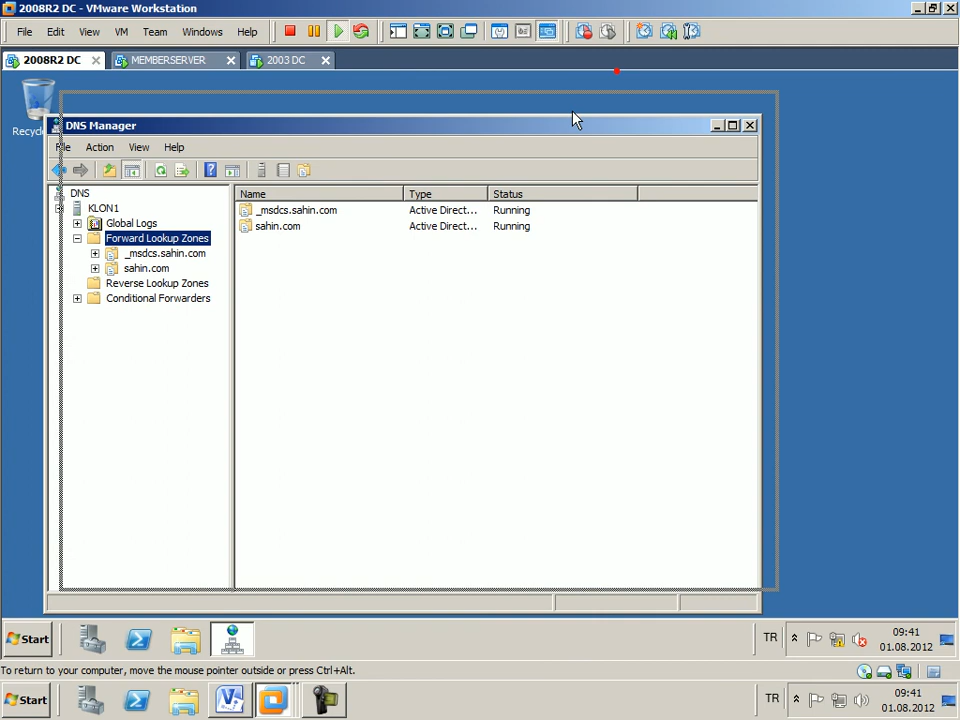 2008R2 DC - VMware Workstation
File Edit View VM Team Windows Help
2008R2 DC MEMBERSERVER 2003 DC
DNS Manager
Action View Help
DNS
KLON1
Global Logs
Forward Lookup Zones
_msdcs.sahin.com
sahin.com
Reverse Lookup Zones
Conditional Forwarders
Name Type Status
_msdcs.sahin.com Active Direct... Running
sahin.com Active Direct... Running
Start TR 09:41
01.08.2012
To return to your computer, move the mouse pointer outside or press Ctrl+Alt.
Start TR 09:41
01.08.2012